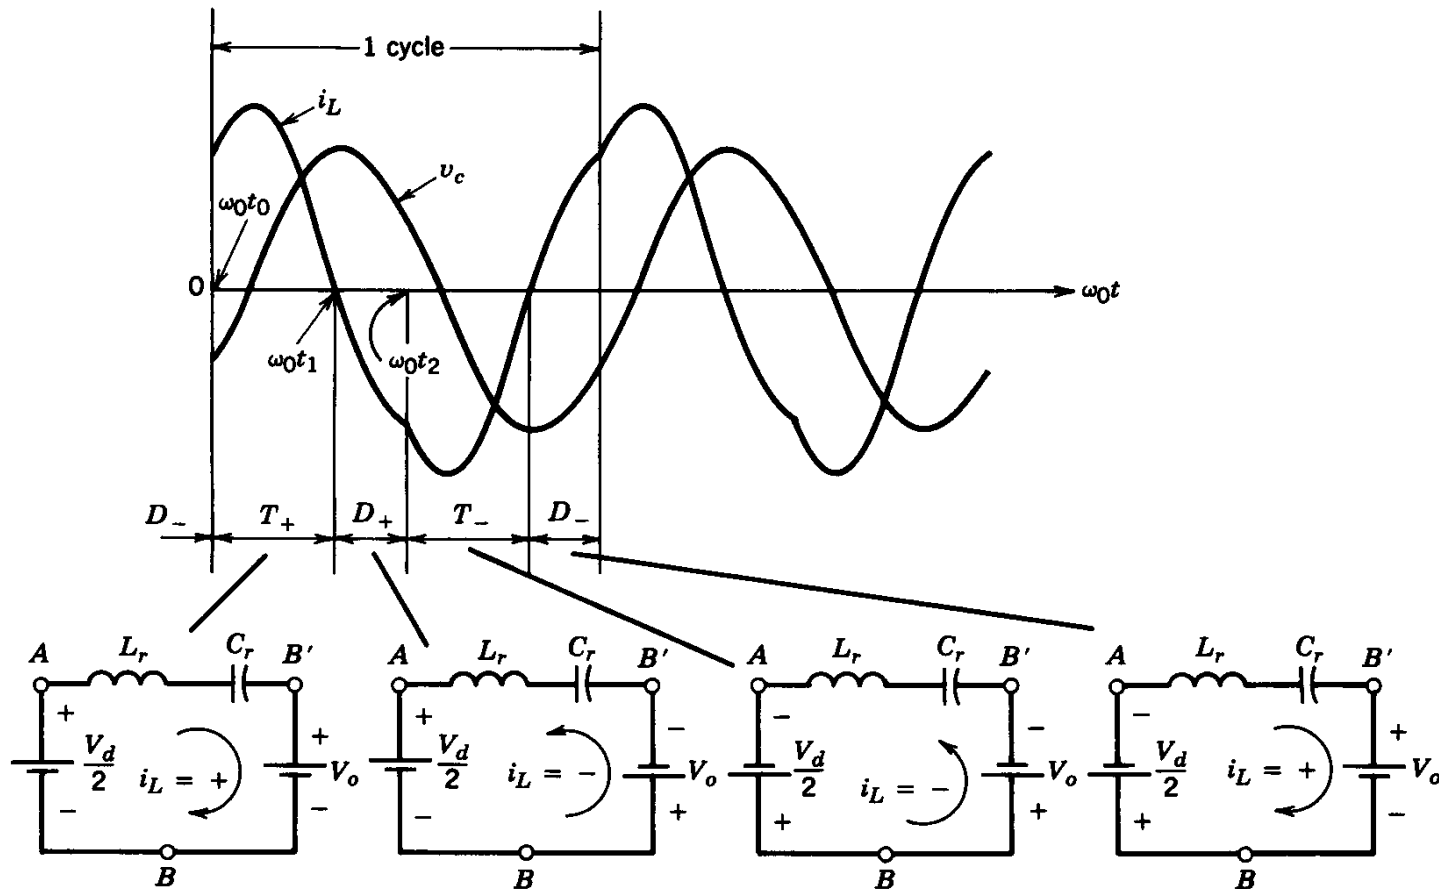 1 cycle
i_L
v_c
ω₀t₀
0
ω₀t
ω₀t₁
ω₀t₂
D₋ T₊ D₊ T₋ D₋
A L_r C_r B' A L_r C_r B' A L_r C_r B' A L_r C_r B'
+ + + − − − − +
V_d/2 i_L = + V_o V_d/2 i_L = − V_o V_d/2 i_L = − V_o V_d/2 i_L = + V_o
− − − + + + + −
B B B B